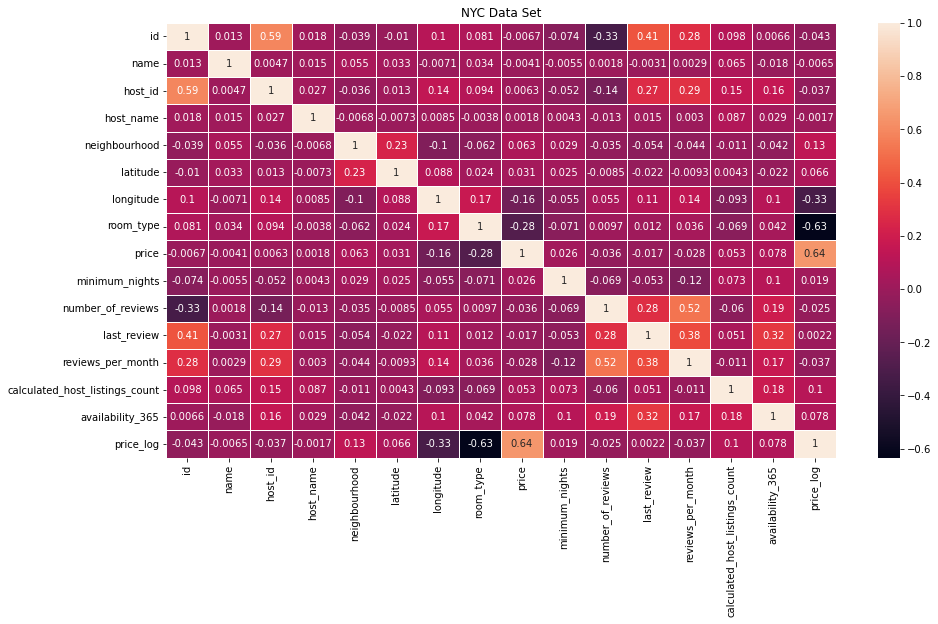 NYC Data Set
id 1 0.013 0.59 0.018 -0.039 -0.01 0.1 0.081 -0.0067 -0.074 -0.33 0.41 0.28 0.098 0.0066 -0.043
name 0.013 1 0.0047 0.015 0.055 0.033 -0.0071 0.034 -0.0041 -0.0055 0.0018 -0.0031 0.0029 0.065 -0.018 -0.0065
host_id 0.59 0.0047 1 0.027 -0.036 0.013 0.14 0.094 0.0063 -0.052 -0.14 0.27 0.29 0.15 0.16 -0.037
host_name 0.018 0.015 0.027 1 -0.0068 -0.0073 0.0085 -0.0038 0.0018 0.0043 -0.013 0.015 0.003 0.087 0.029 -0.0017
neighbourhood -0.039 0.055 -0.036 -0.0068 1 0.23 -0.1 -0.062 0.063 0.029 -0.035 -0.054 -0.044 -0.011 -0.042 0.13
latitude -0.01 0.033 0.013 -0.0073 0.23 1 0.088 0.024 0.031 0.025 -0.0085 -0.022 -0.0093 0.0043 -0.022 0.066
longitude 0.1 -0.0071 0.14 0.0085 -0.1 0.088 1 0.17 -0.16 -0.055 0.055 0.11 0.14 -0.093 0.1 -0.33
room_type 0.081 0.034 0.094 -0.0038 -0.062 0.024 0.17 1 -0.28 -0.071 0.0097 0.012 0.036 -0.069 0.042 -0.63
price -0.0067 -0.0041 0.0063 0.0018 0.063 0.031 -0.16 -0.28 1 0.026 -0.036 -0.017 -0.028 0.053 0.078 0.64
minimum_nights -0.074 -0.0055 -0.052 0.0043 0.029 0.025 -0.055 -0.071 0.026 1 -0.069 -0.053 -0.12 0.073 0.1 0.019
number_of_reviews -0.33 0.0018 -0.14 -0.013 -0.035 -0.0085 0.055 0.0097 -0.036 -0.069 1 0.28 0.52 -0.06 0.19 -0.025
last_review 0.41 -0.0031 0.27 0.015 -0.054 -0.022 0.11 0.012 -0.017 -0.053 0.28 1 0.38 0.051 0.32 0.0022
reviews_per_month 0.28 0.0029 0.29 0.003 -0.044 -0.0093 0.14 0.036 -0.028 -0.12 0.52 0.38 1 -0.011 0.17 -0.037
calculated_host_listings_count 0.098 0.065 0.15 0.087 -0.011 0.0043 -0.093 -0.069 0.053 0.073 -0.06 0.051 -0.011 1 0.18 0.1
availability_365 0.0066 -0.018 0.16 0.029 -0.042 -0.022 0.1 0.042 0.078 0.1 0.19 0.32 0.17 0.18 1 0.078
price_log -0.043 -0.0065 -0.037 -0.0017 0.13 0.066 -0.33 -0.63 0.64 0.019 -0.025 0.0022 -0.037 0.1 0.078 1
id
name
host_id
host_name
neighbourhood
latitude
longitude
room_type
price
minimum_nights
number_of_reviews
last_review
reviews_per_month
calculated_host_listings_count
availability_365
price_log
1.0
0.8
0.6
0.4
0.2
0.0
-0.2
-0.4
-0.6